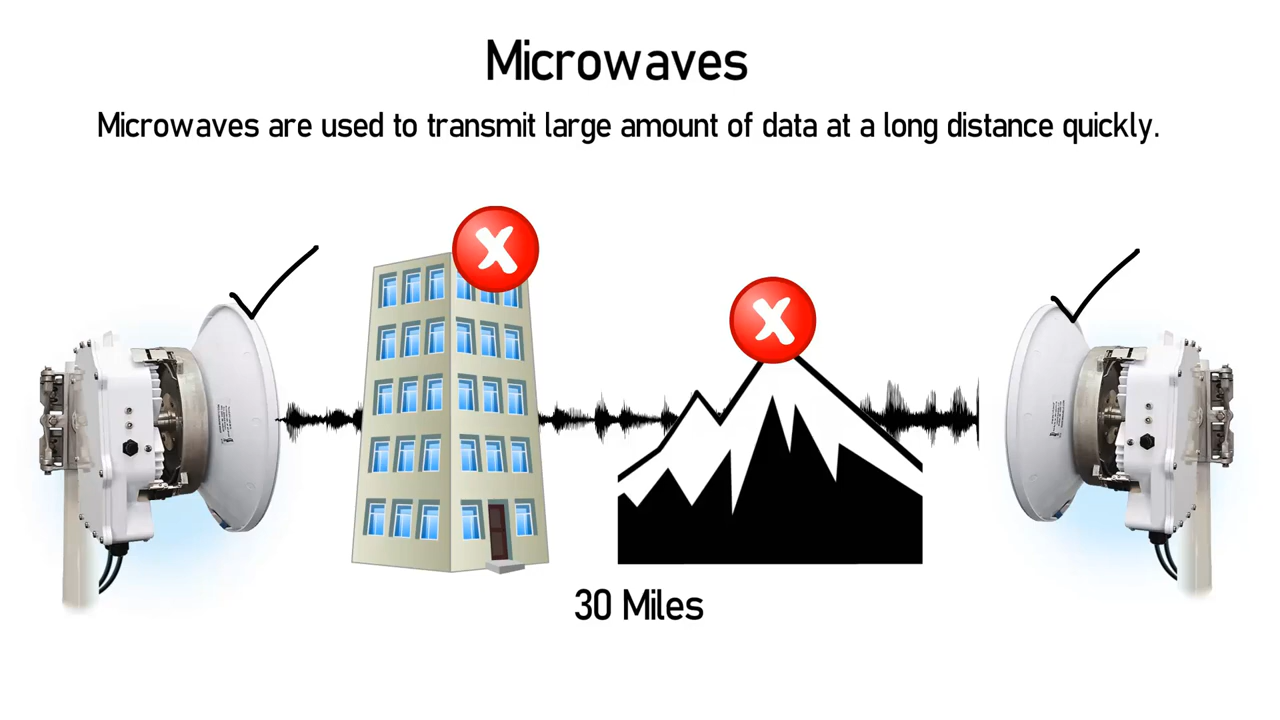 Microwaves
Microwaves are used to transmit large amount of data at a long distance quickly.
30 Miles